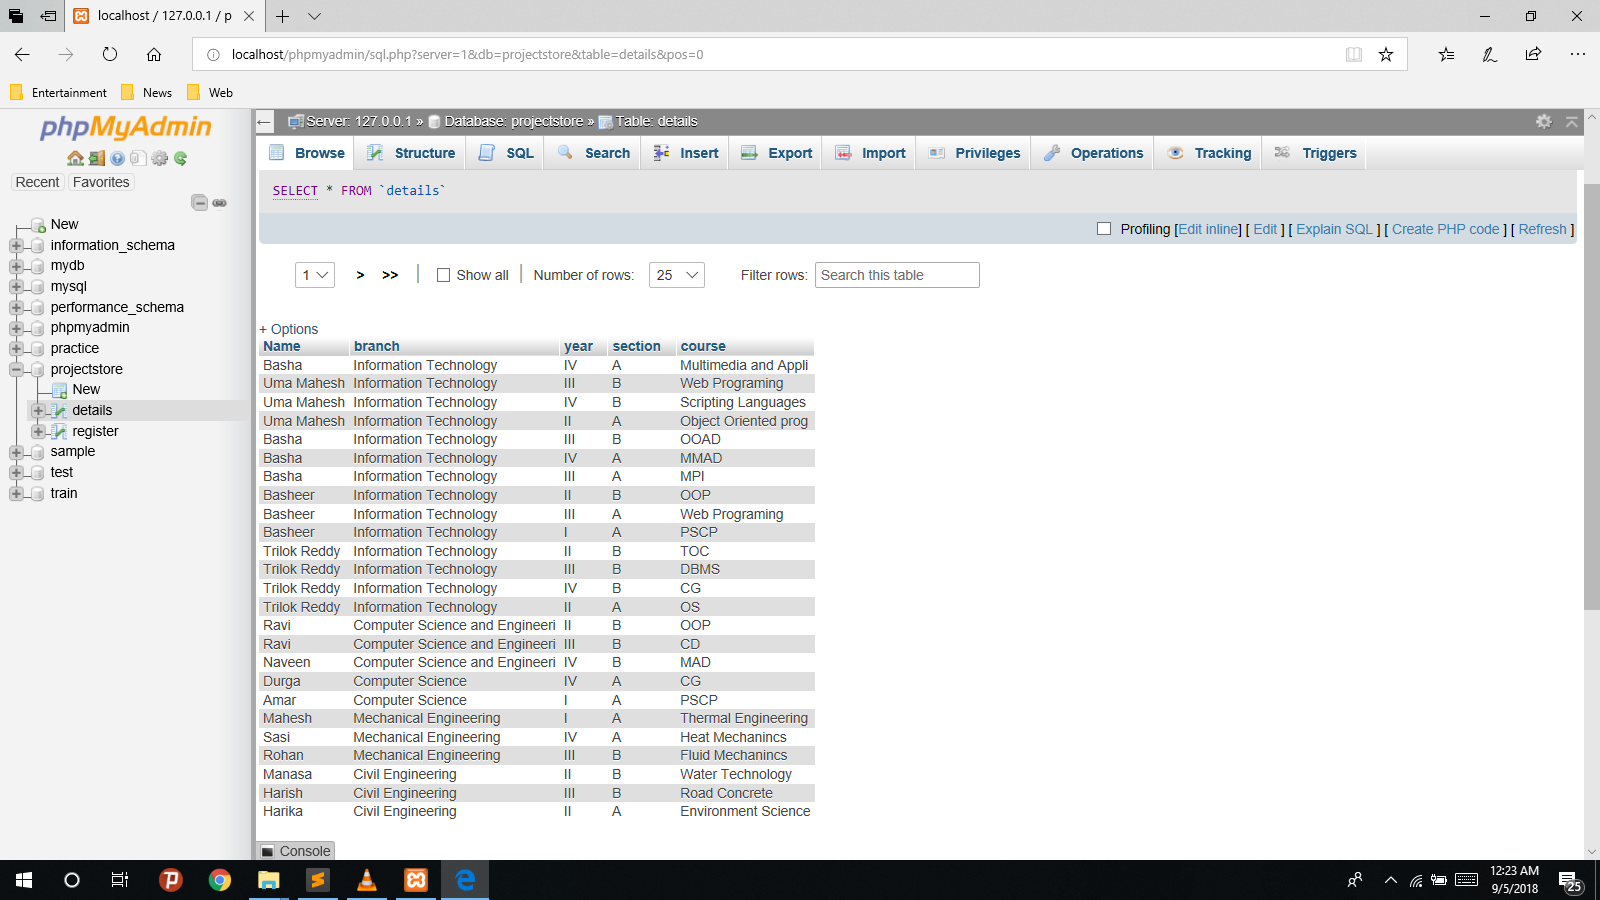 localhost / 127.0.0.1 / p
localhost/phpmyadmin/sql.php?server=1&db=projectstore&table=details&pos=0
Entertainment News Web
phpMyAdmin
Recent Favorites
New
information_schema
mydb
mysql
performance_schema
phpmyadmin
practice
projectstore
New
details
register
sample
test
train
Server: 127.0.0.1 » Database: projectstore » Table: details
Browse Structure SQL Search Insert Export Import Privileges Operations Tracking Triggers
SELECT * FROM `details`
Profiling [Edit inline] [ Edit ] [ Explain SQL ] [ Create PHP code ] [ Refresh ]
1 > >> Show all Number of rows: 25 Filter rows: Search this table
+ Options
Name branch year section course
Basha Information Technology IV A Multimedia and Appli
Uma Mahesh Information Technology III B Web Programing
Uma Mahesh Information Technology IV B Scripting Languages
Uma Mahesh Information Technology II A Object Oriented prog
Basha Information Technology III B OOAD
Basha Information Technology IV A MMAD
Basha Information Technology III A MPI
Basheer Information Technology II B OOP
Basheer Information Technology III A Web Programing
Basheer Information Technology I A PSCP
Trilok Reddy Information Technology II B TOC
Trilok Reddy Information Technology III B DBMS
Trilok Reddy Information Technology IV B CG
Trilok Reddy Information Technology II A OS
Ravi Computer Science and Engineeri II B OOP
Ravi Computer Science and Engineeri III B CD
Naveen Computer Science and Engineeri IV B MAD
Durga Computer Science IV A CG
Amar Computer Science I A PSCP
Mahesh Mechanical Engineering I A Thermal Engineering
Sasi Mechanical Engineering IV A Heat Mechanincs
Rohan Mechanical Engineering III B Fluid Mechanincs
Manasa Civil Engineering II B Water Technology
Harish Civil Engineering III B Road Concrete
Harika Civil Engineering II A Environment Science
Console
12:23 AM
9/5/2018
25